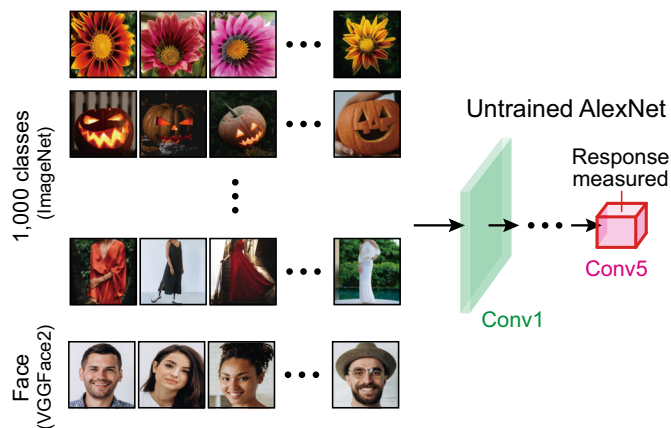 1,000 classes
(ImageNet)
Face
(VGGFace2)
Untrained AlexNet
Response
measured
Conv1
Conv5